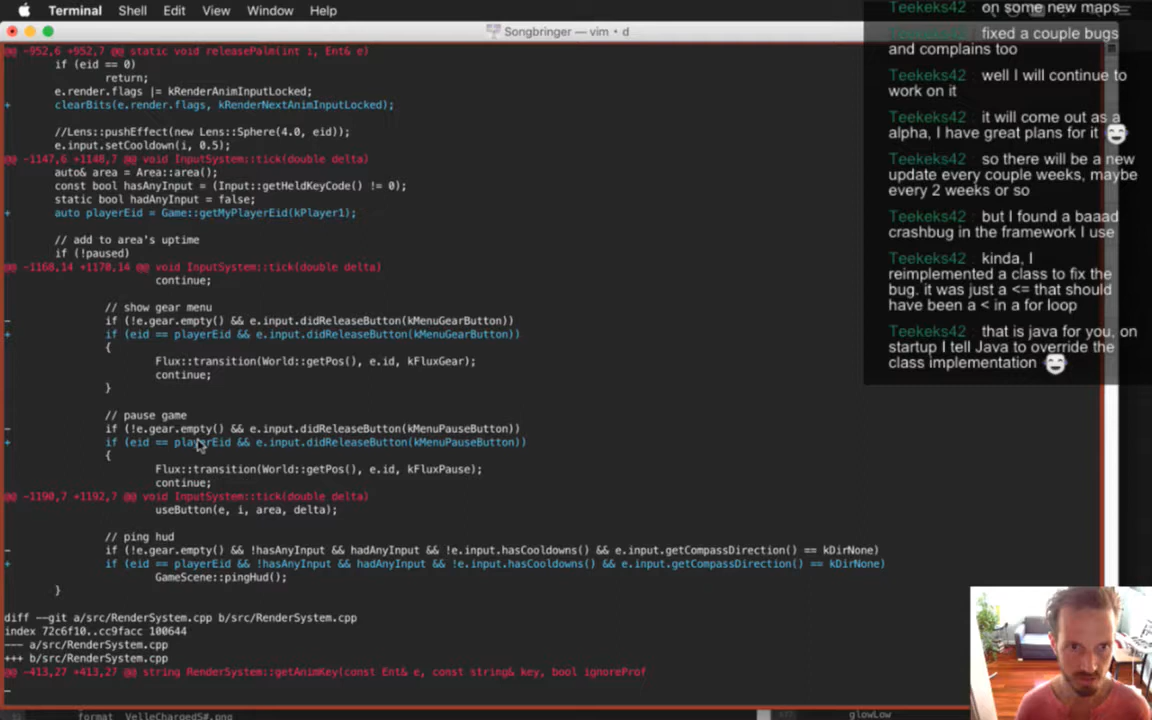 Terminal Shell Edit View Window Help
Songbringer — vim • d
@@ -952,6 +952,7 @@ static void releasePalm(int i, Ent& e)
if (eid == 0)
return;
e.render.flags |= kRenderAnimInputLocked;
+ clearBits(e.render.flags, kRenderNextAnimInputLocked);
//Lens::pushEffect(new Lens::Sphere(4.0, eid));
e.input.setCooldown(i, 0.5);
@@ -1147,6 +1148,7 @@ void InputSystem::tick(double delta)
auto& area = Area::area();
const bool hasAnyInput = (Input::getHeldKeyCode() != 0);
static bool hadAnyInput = false;
+ auto playerEid = Game::getMyPlayerEid(kPlayer1);
// add to area's uptime
if (!paused)
@@ -1168,14 +1170,14 @@ void InputSystem::tick(double delta)
continue;
// show gear menu
- if (!e.gear.empty() && e.input.didReleaseButton(kMenuGearButton))
+ if (eid == playerEid && e.input.didReleaseButton(kMenuGearButton))
{
Flux::transition(World::getPos(), e.id, kFluxGear);
continue;
}
// pause game
- if (!e.gear.empty() && e.input.didReleaseButton(kMenuPauseButton))
+ if (eid == playerEid && e.input.didReleaseButton(kMenuPauseButton))
{
Flux::transition(World::getPos(), e.id, kFluxPause);
continue;
@@ -1190,7 +1192,7 @@ void InputSystem::tick(double delta)
useButton(e, i, area, delta);
// ping hud
- if (!e.gear.empty() && !hasAnyInput && hadAnyInput && !e.input.hasCooldowns() && e.input.getCompassDirection() == kDirNone)
+ if (eid == playerEid && !hasAnyInput && hadAnyInput && !e.input.hasCooldowns() && e.input.getCompassDirection() == kDirNone)
GameScene::pingHud();
}
diff --git a/src/RenderSystem.cpp b/src/RenderSystem.cpp
index 72c6f10..cc9facc 100644
--- a/src/RenderSystem.cpp
+++ b/src/RenderSystem.cpp
@@ -413,27 +413,27 @@ string RenderSystem::getAnimKey(const Ent& e, const string& key, bool ignoreProf
format VelleChargedS#.png
glowLow
Teekeks42 : on some new maps
Teekeks42 : fixed a couple bugs
and complains too
Teekeks42 : well I will continue to
work on it
Teekeks42 : it will come out as a
alpha, I have great plans for it
Teekeks42 : so there will be a new
update every couple weeks, maybe
every 2 weeks or so
Teekeks42 : but I found a baaad
crashbug in the framework I use
Teekeks42 : kinda, I
reimplemented a class to fix the
bug. it was just a <= that should
have been a < in a for loop
Teekeks42 : that is java for you, on
startup I tell Java to override the
class implementation